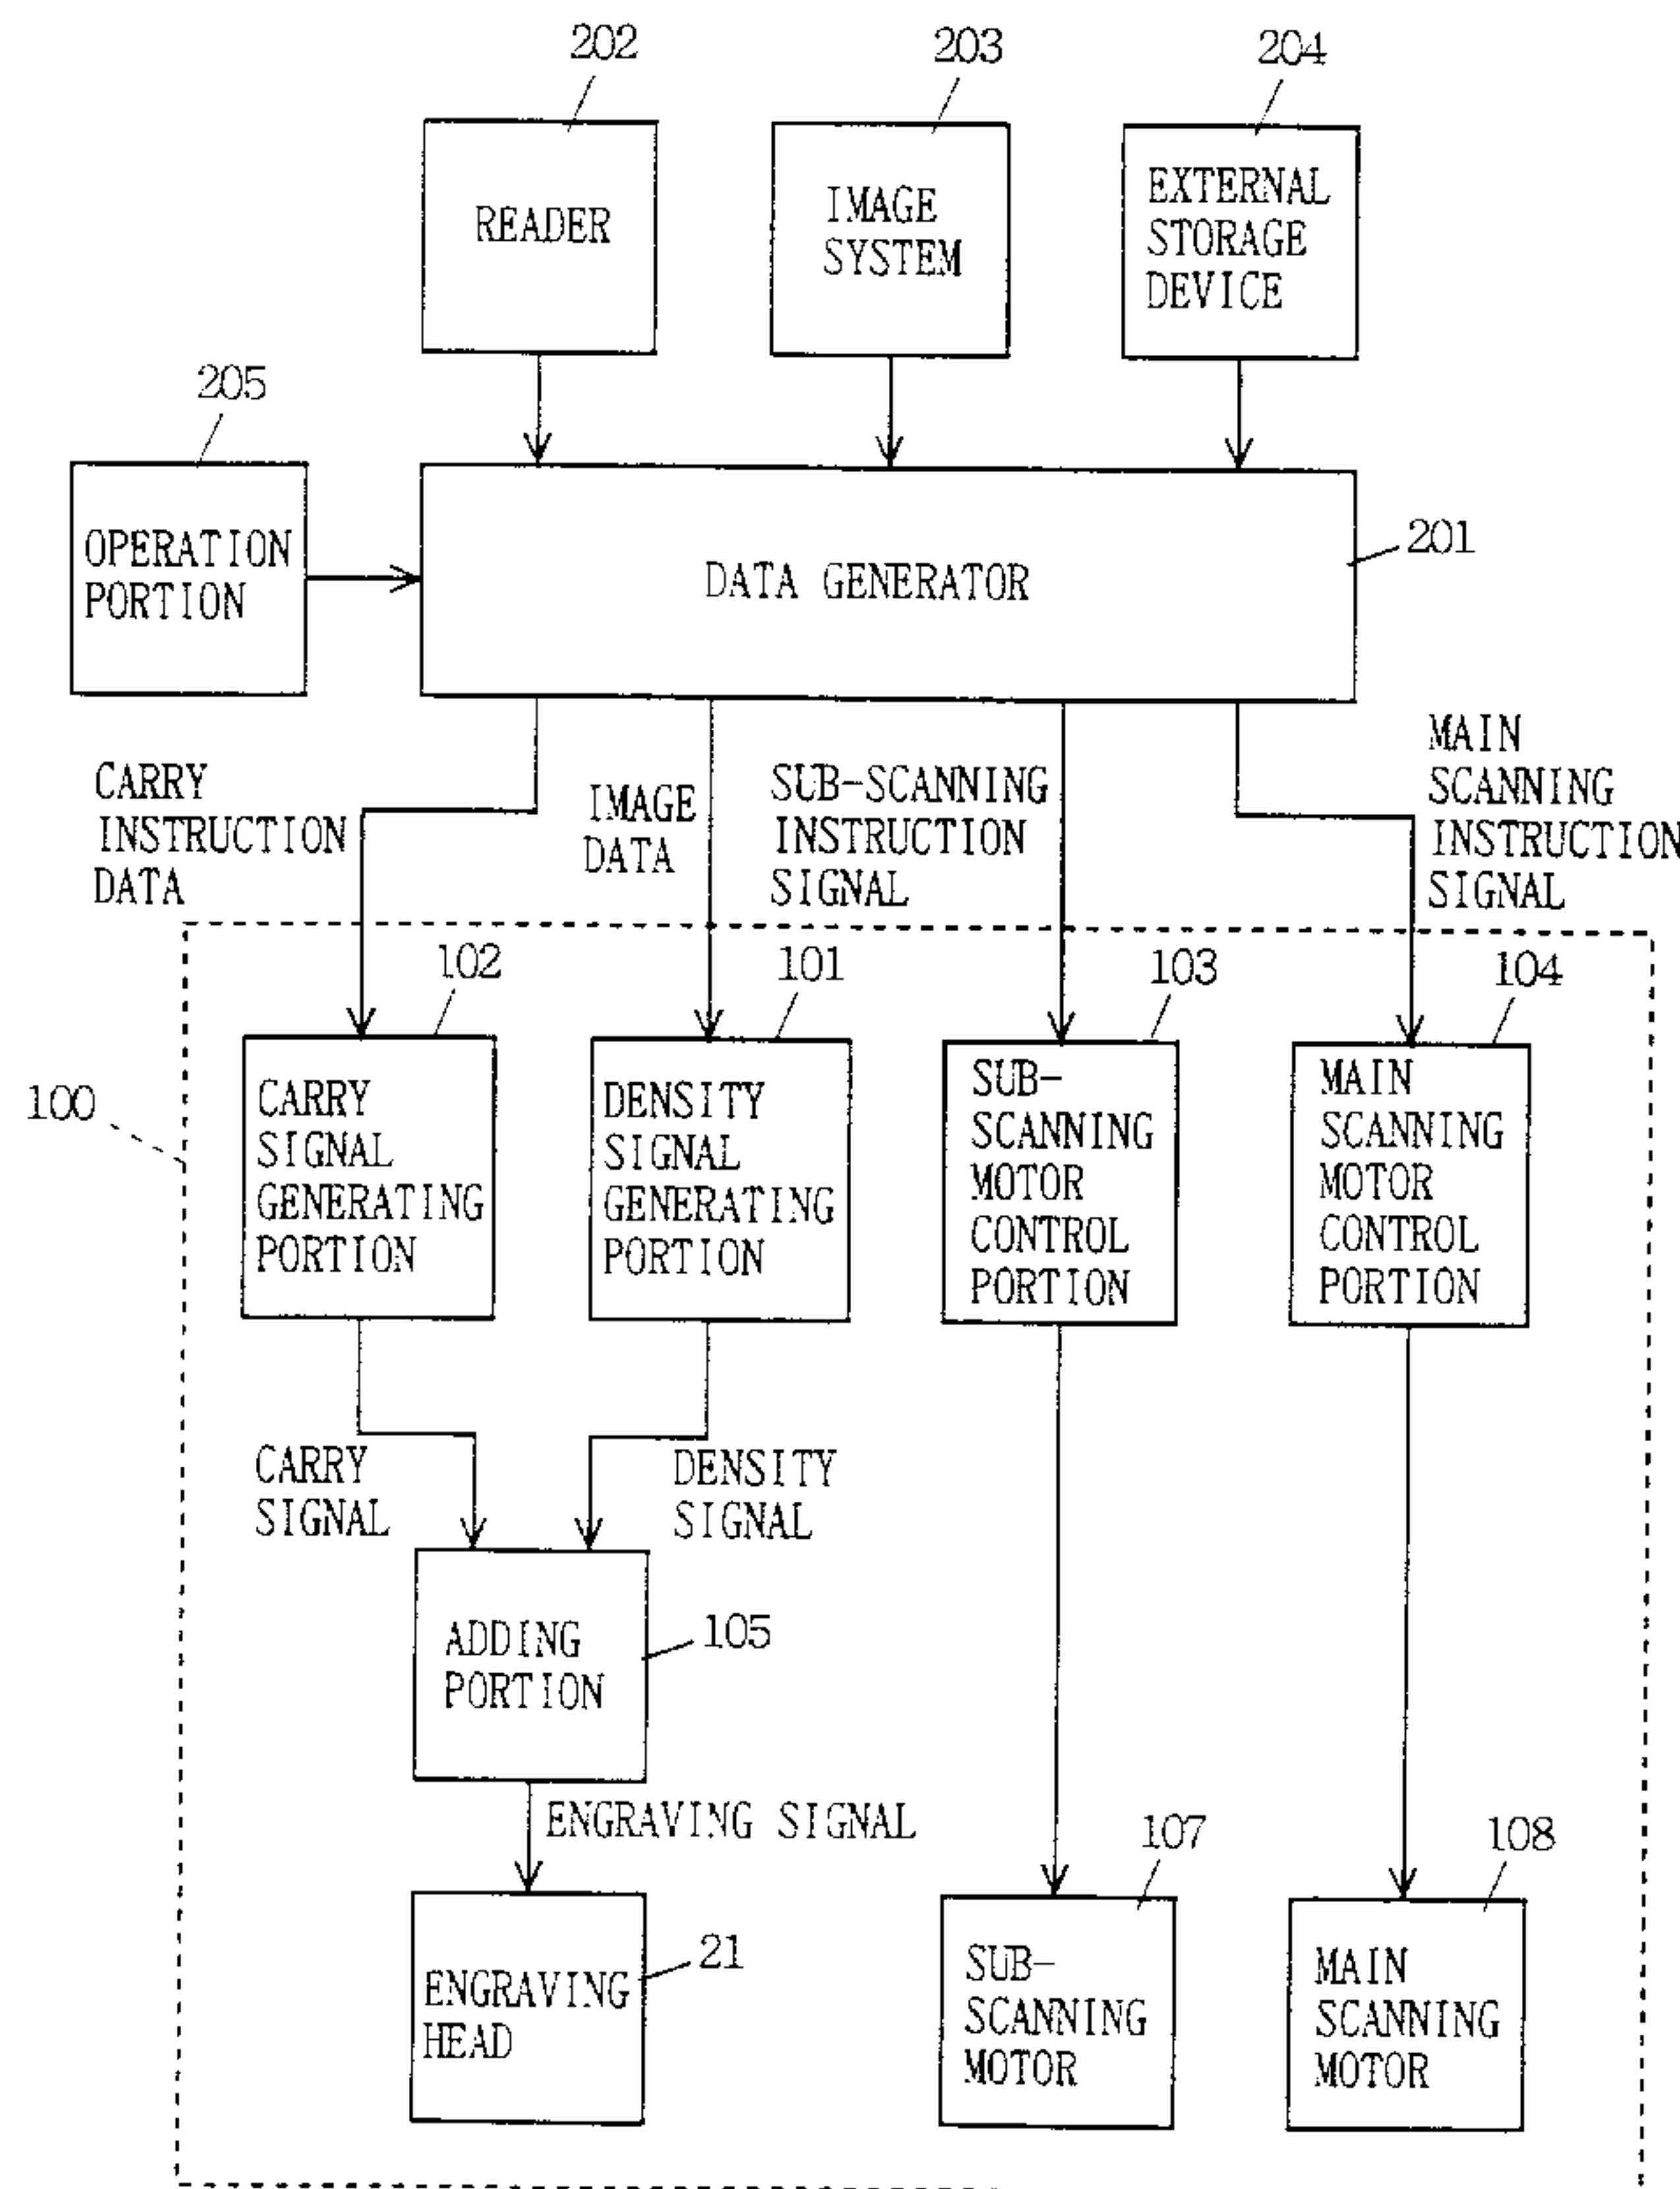 202
203
204
READER
IMAGE
SYSTEM
EXTERNAL
STORAGE
DEVICE
205
OPERATION
PORTION
DATA GENERATOR
201
CARRY
INSTRUCTION
DATA
IMAGE
DATA
SUB-SCANNING
INSTRUCTION
SIGNAL
MAIN
SCANNING
INSTRUCTION
SIGNAL
100
102
101
103
104
CARRY
SIGNAL
GENERATING
PORTION
DENSITY
SIGNAL
GENERATING
PORTION
SUB-
SCANNING
MOTOR
CONTROL
PORTION
MAIN
SCANNING
MOTOR
CONTROL
PORTION
CARRY
SIGNAL
DENSITY
SIGNAL
ADDING
PORTION
105
ENGRAVING SIGNAL
107
108
ENGRAVING
HEAD
21
SUB-
SCANNING
MOTOR
MAIN
SCANNING
MOTOR